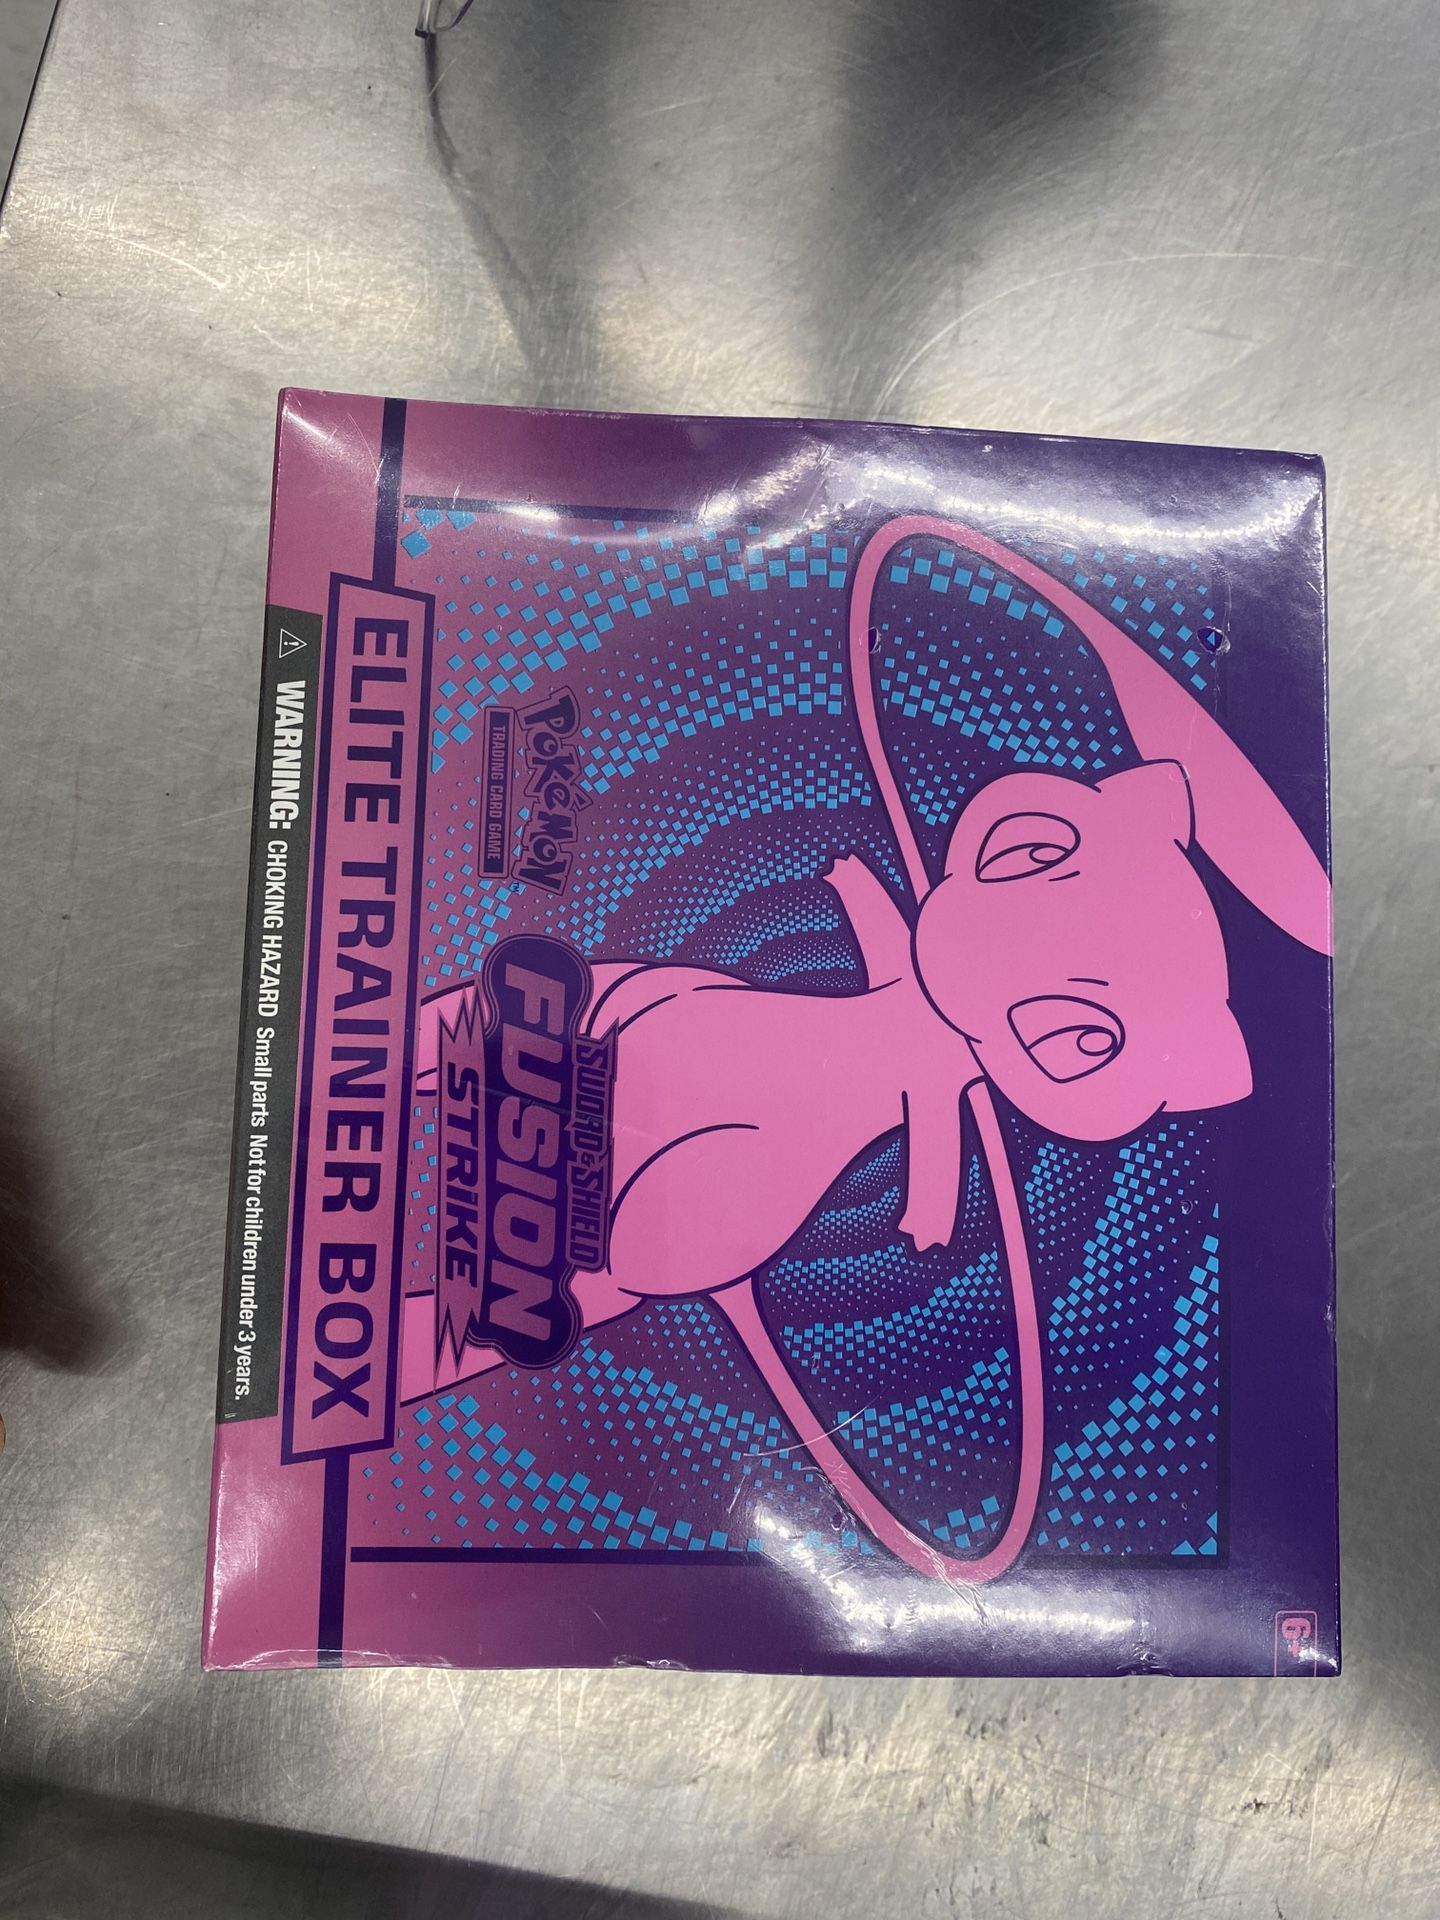 6+
Pokémon™
TRADING CARD GAME
SWORD & SHIELD
FUSION
STRIKE
ELITE TRAINER BOX
⚠ WARNING: CHOKING HAZARD Small parts Not for children under 3 years.